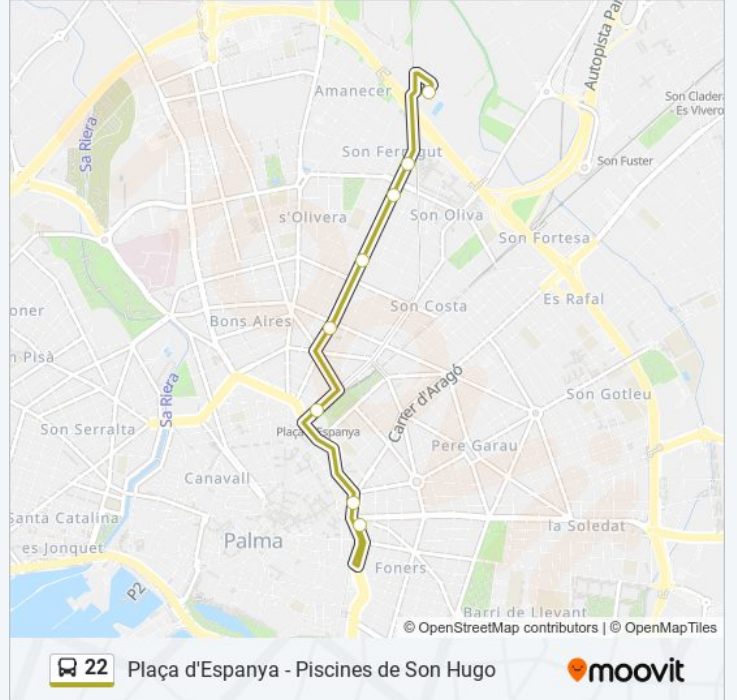 Autopista Pa
Amanecer
Son Cladera
- Es Vivero
Sa Riera
Son Ferragut
Son Fuster
s'Olivera
Son Oliva
Son Fortesa
Es Rafal
Son Costa
Bons Aires
oner
n Pisà
Sa Riera
Carrer d'Aragó
Son Gotleu
Son Serralta
Plaça d'Espanya
Pere Garau
Canavall
Santa Catalina
la Soledat
es Jonquet
Palma
Foners
P2
Barri de Llevant
© OpenStreetMap contributors | © OpenMapTiles
22 Plaça d'Espanya - Piscines de Son Hugo
moovit